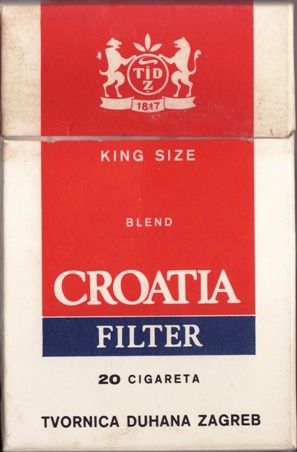 TDZ
1817
KING SIZE
BLEND
CROATIA
FILTER
20 CIGARETA
TVORNICA DUHANA ZAGREB